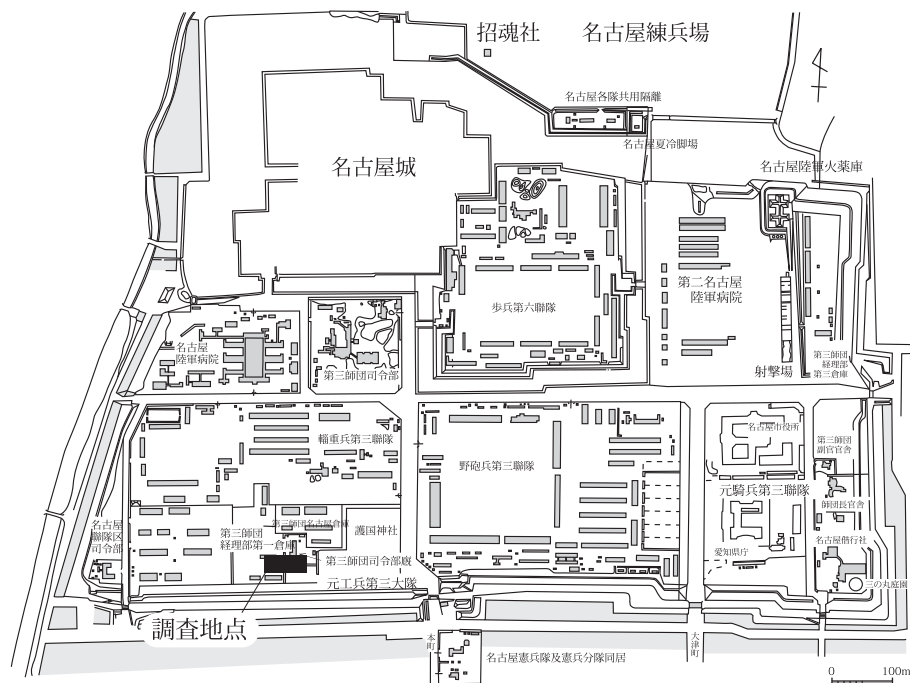 招魂社
名古屋練兵場
名古屋各隊共用隔離
名古屋夏冷脚場
名古屋城
名古屋陸軍火薬庫
第二名古屋
陸軍病院
歩兵第六聯隊
名古屋
陸軍病院
第三師団司令部
射撃場
第三師団
経理部
第三倉庫
輜重兵第三聯隊
野砲兵第三聯隊
名古屋市役所
第三師団
副官官舎
元騎兵第三聯隊
師団長官舎
名古屋
聯隊区
司令部
第三師団
経理部第一倉庫
第三師団名古屋倉庫
護国神社
第三師団司令部廏
元工兵第三大隊
愛知県庁
名古屋偕行社
三の丸庭園
調査地点
本町
大津町
名古屋憲兵隊及憲兵分隊同居
0 100m